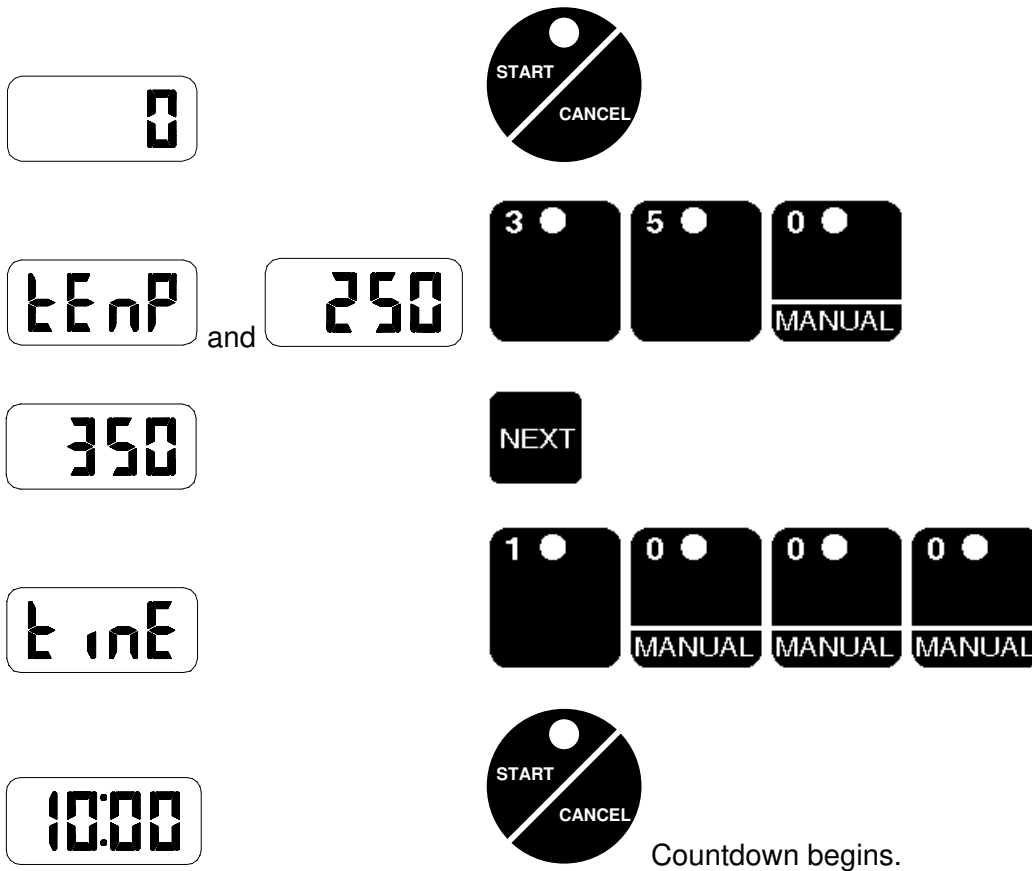 0
START
CANCEL
tEnP and 250
3 5 0
MANUAL
350
NEXT
1 0 0 0
MANUAL MANUAL MANUAL
tinE
10:00
START
CANCEL
Countdown begins.